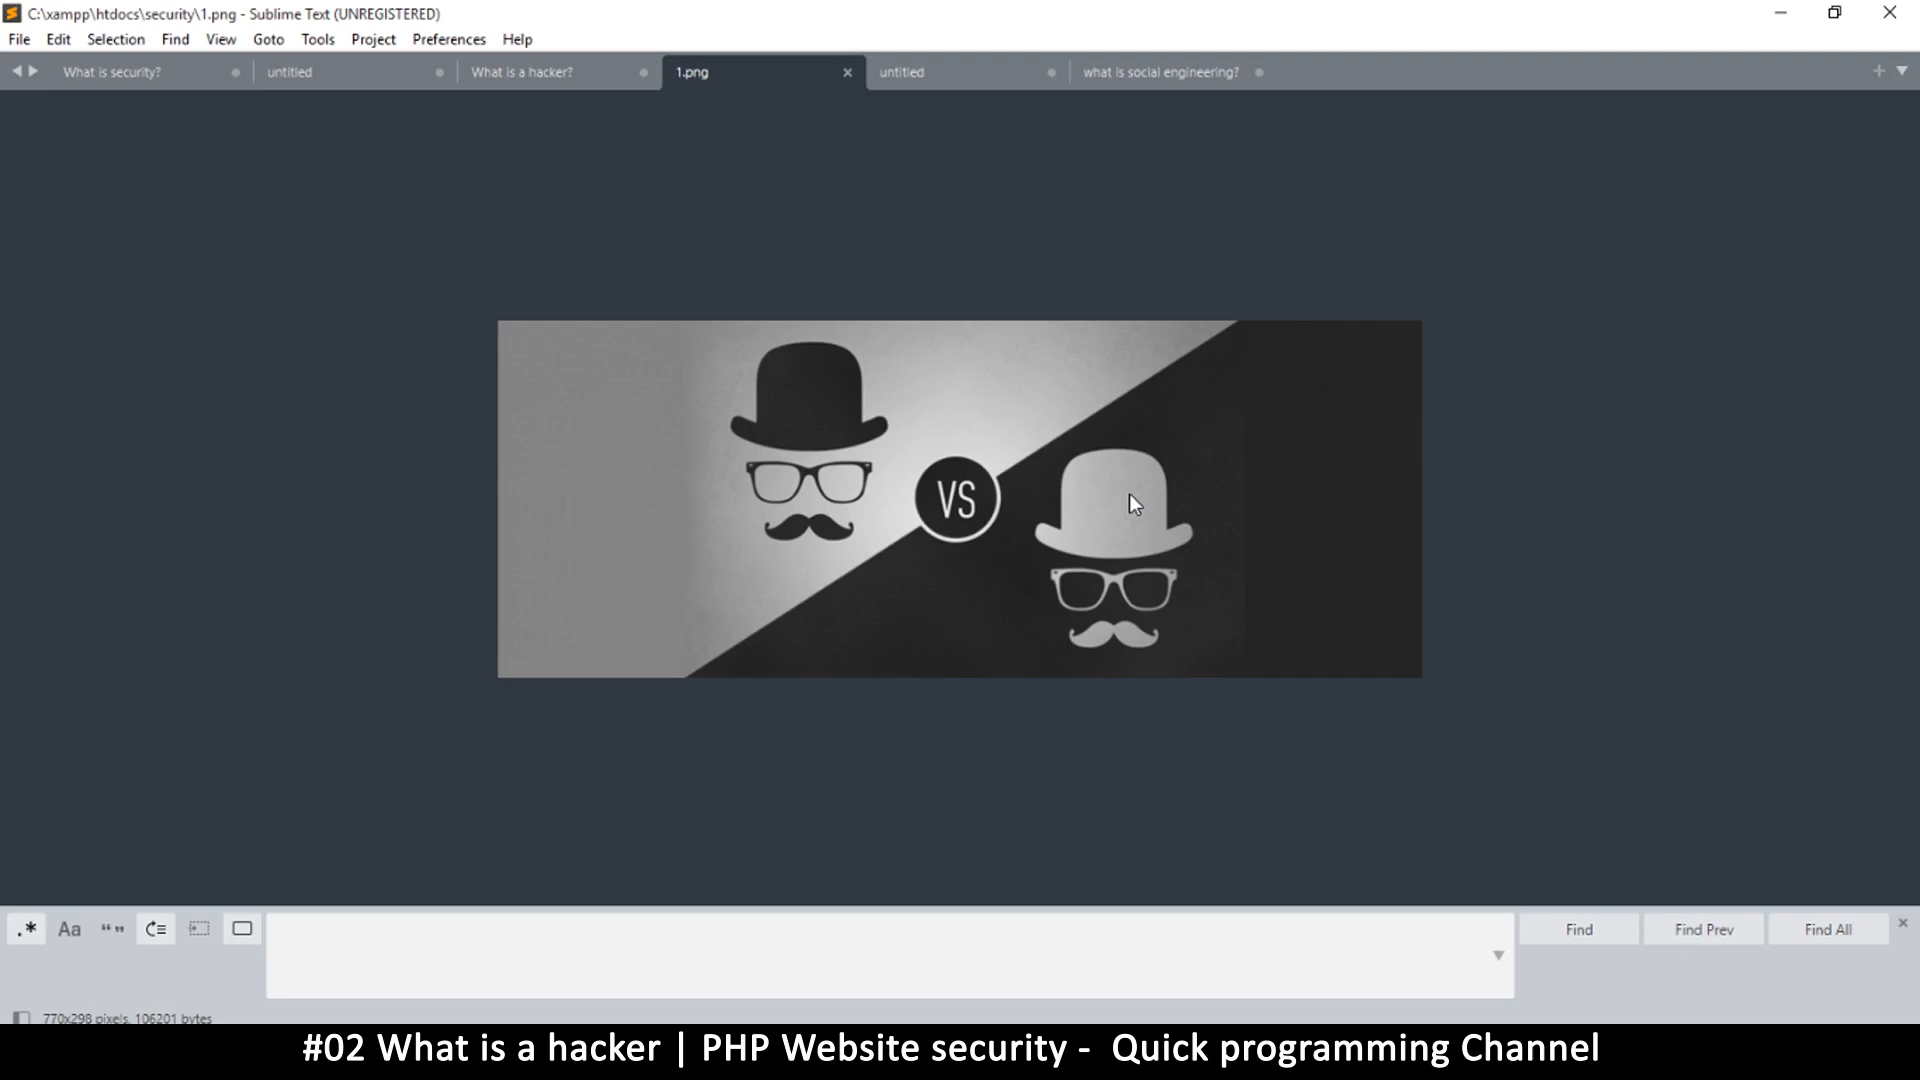 C:\xampp\htdocs\security\1.png - Sublime Text (UNREGISTERED)
File Edit Selection Find View Goto Tools Project Preferences Help
What is security? untitled What is a hacker? 1.png untitled what is social engineering?
VS
.* Aa “ ” Find Find Prev Find All
770x298 pixels, 106201 bytes
#02 What is a hacker | PHP Website security - Quick programming Channel